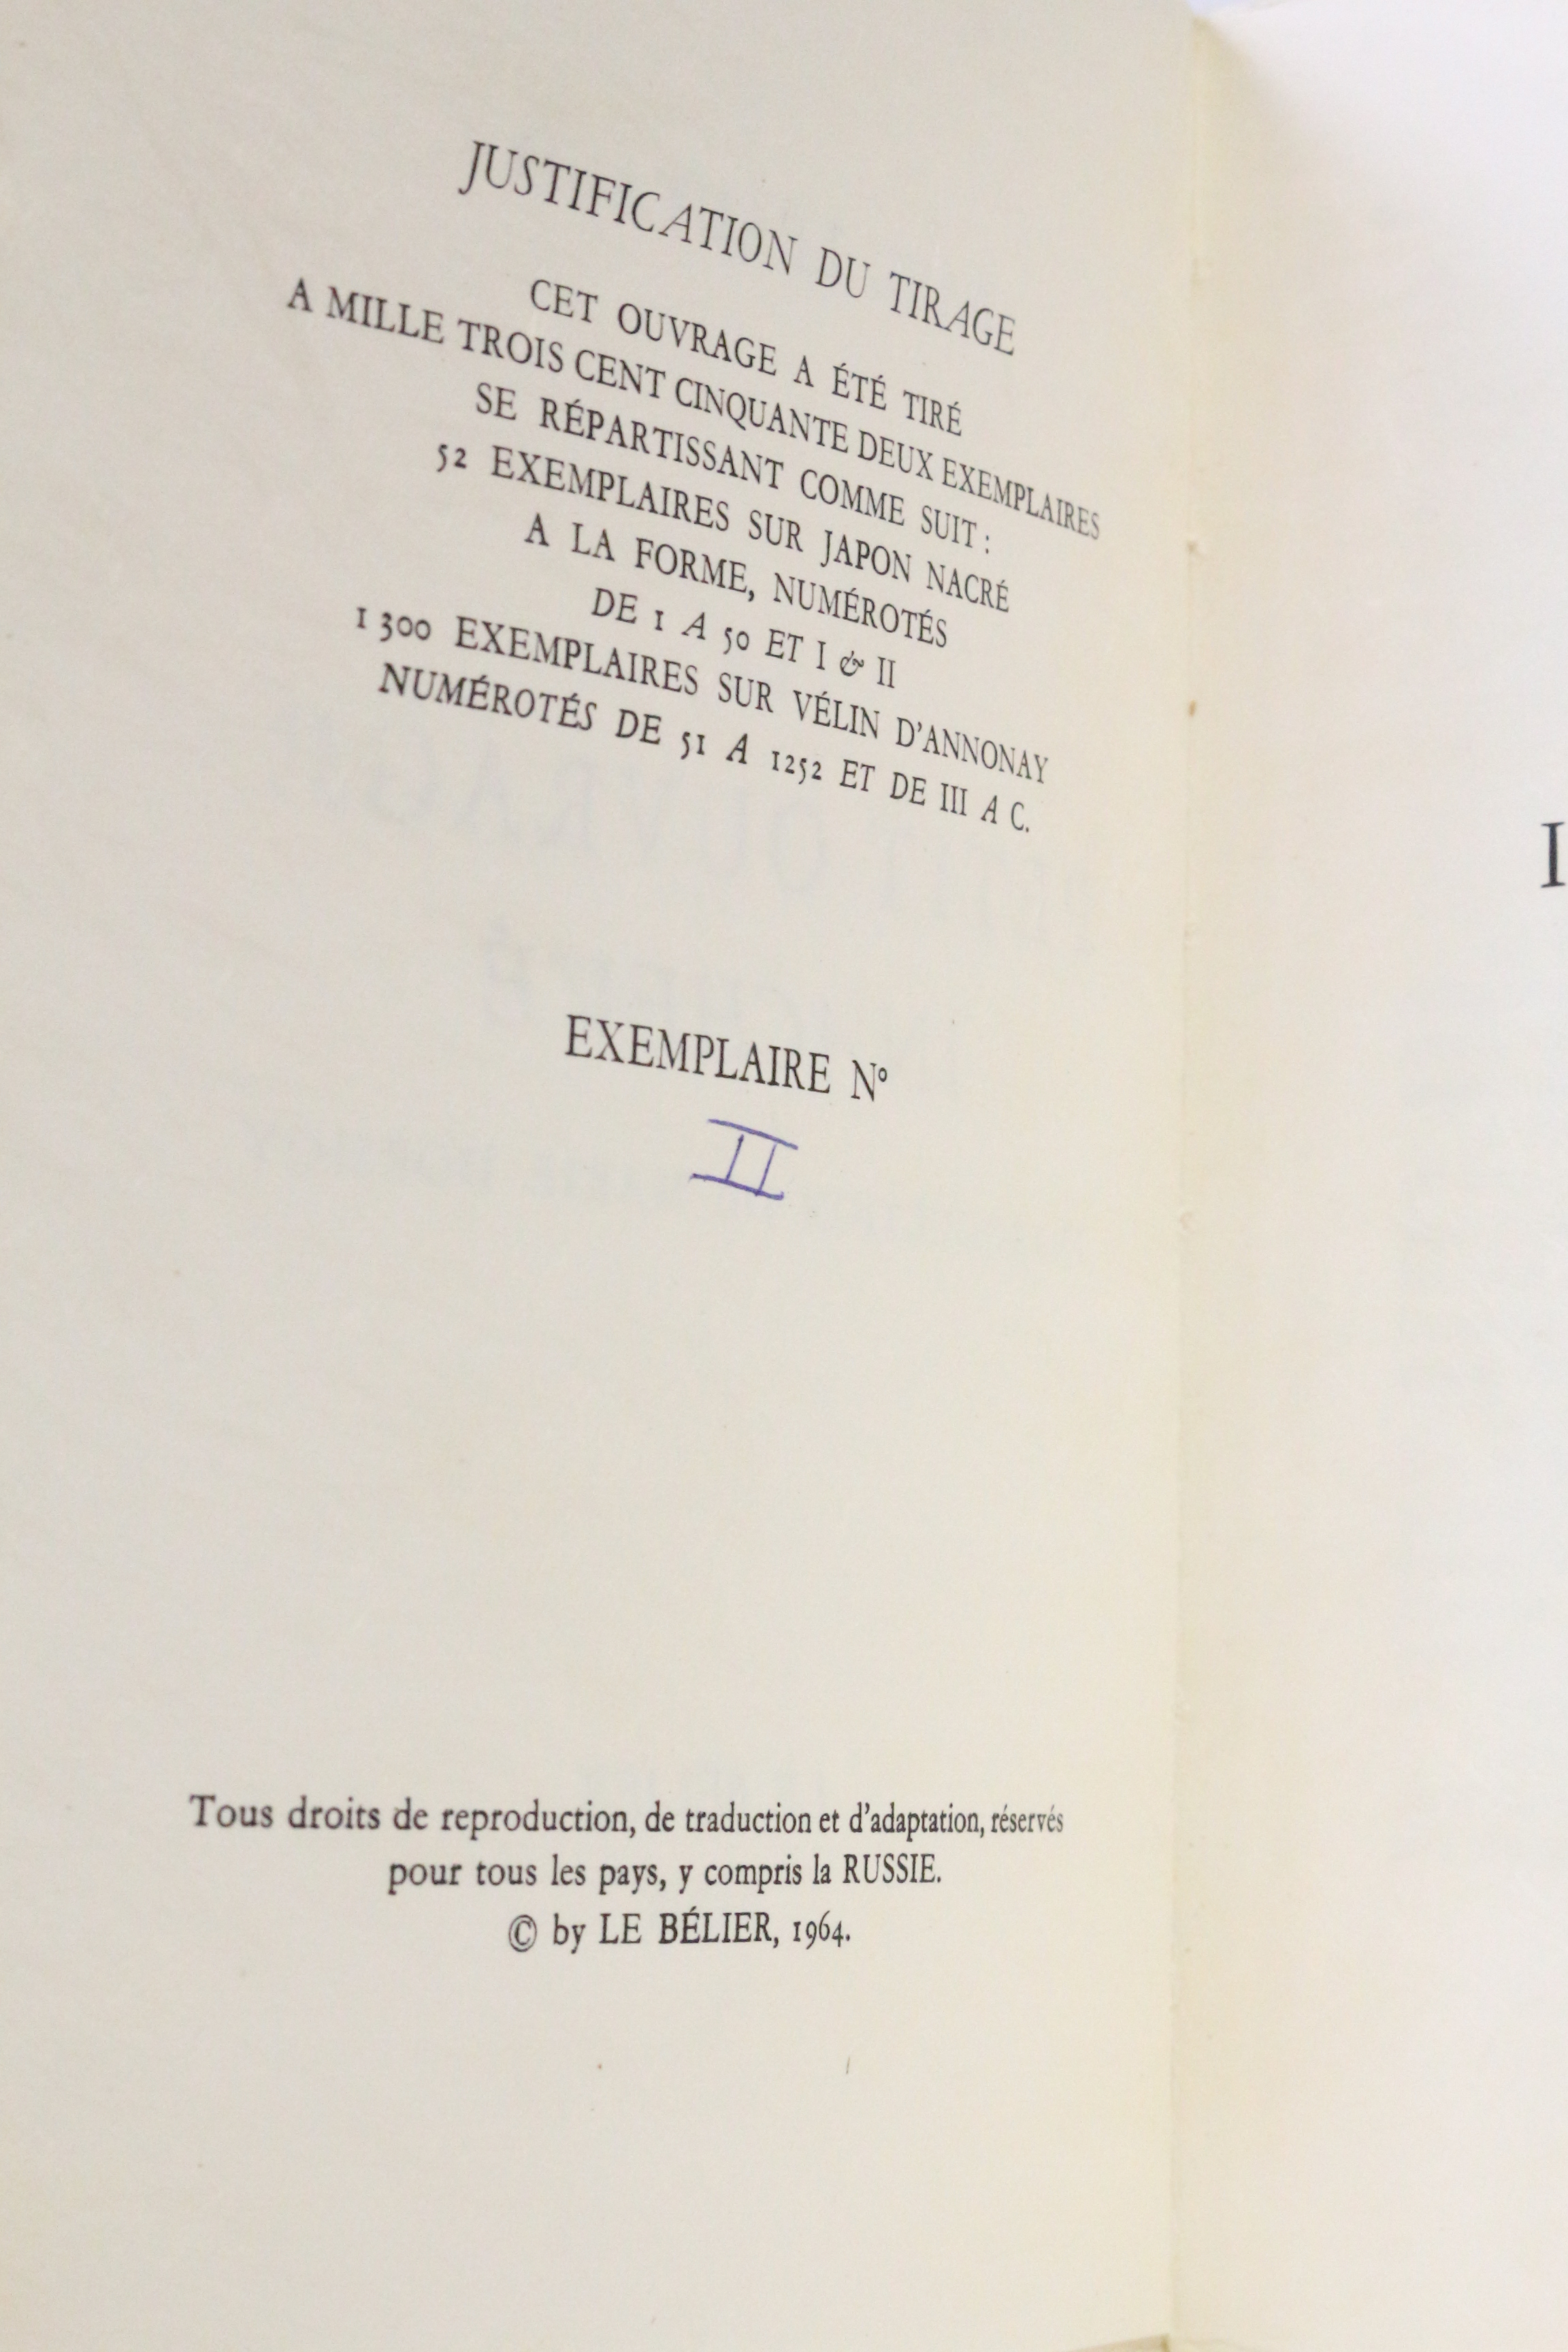 JUSTIFICATION DU TIRAGE
CET OUVRAGE A ÉTÉ TIRÉ
A MILLE TROIS CENT CINQUANTE DEUX EXEMPLAIRES
SE RÉPARTISSANT COMME SUIT :
52 EXEMPLAIRES SUR JAPON NACRÉ
A LA FORME, NUMÉROTÉS
DE 1 A 50 ET I & II
1 300 EXEMPLAIRES SUR VÉLIN D'ANNONAY
NUMÉROTÉS DE 51 A 1252 ET DE III A C.
EXEMPLAIRE N°
II
Tous droits de reproduction, de traduction et d'adaptation, réservés
pour tous les pays, y compris la RUSSIE.
© by LE BÉLIER, 1964.
I